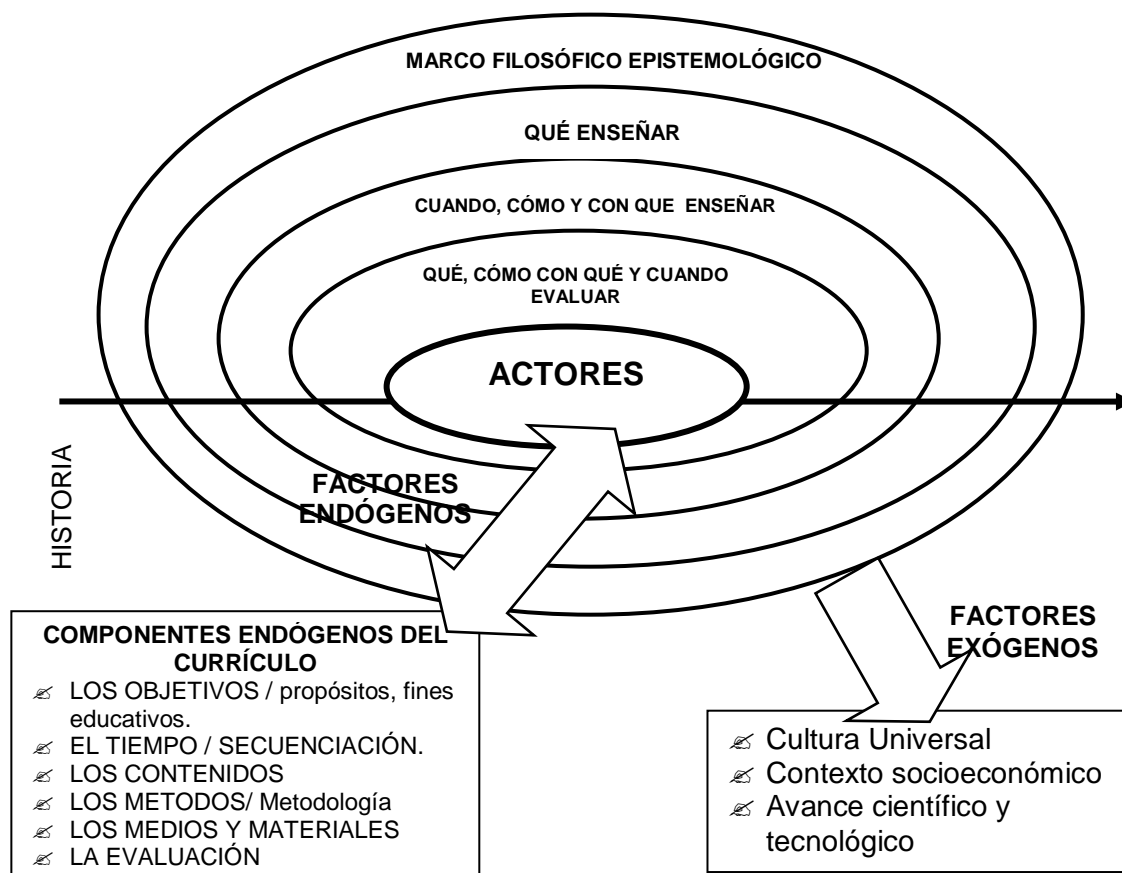 MARCO FILOSÓFICO EPISTEMOLÓGICO
QUÉ ENSEÑAR
CUANDO, CÓMO Y CON QUE ENSEÑAR
QUÉ, CÓMO CON QUÉ Y CUANDO
EVALUAR
ACTORES
HISTORIA
FACTORES
ENDÓGENOS
COMPONENTES ENDÓGENOS DEL
CURRÍCULO
LOS OBJETIVOS / propósitos, fines
educativos.
EL TIEMPO / SECUENCIACIÓN.
LOS CONTENIDOS
LOS METODOS/ Metodología
LOS MEDIOS Y MATERIALES
LA EVALUACIÓN
FACTORES
EXÓGENOS
Cultura Universal
Contexto socioeconómico
Avance científico y
tecnológico